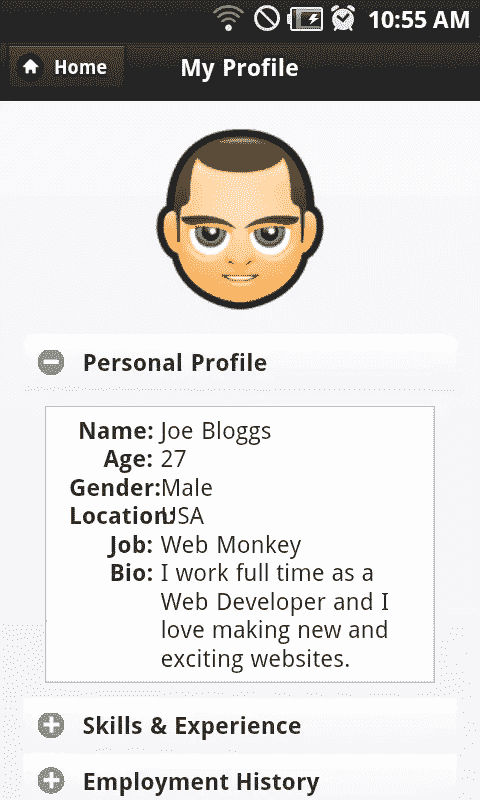 10:55 AM
Home
My Profile
Personal Profile
Name: Joe Bloggs
Age: 27
Gender: Male
Location: USA
Job: Web Monkey
Bio: I work full time as a
Web Developer and I
love making new and
exciting websites.
Skills & Experience
Employment History